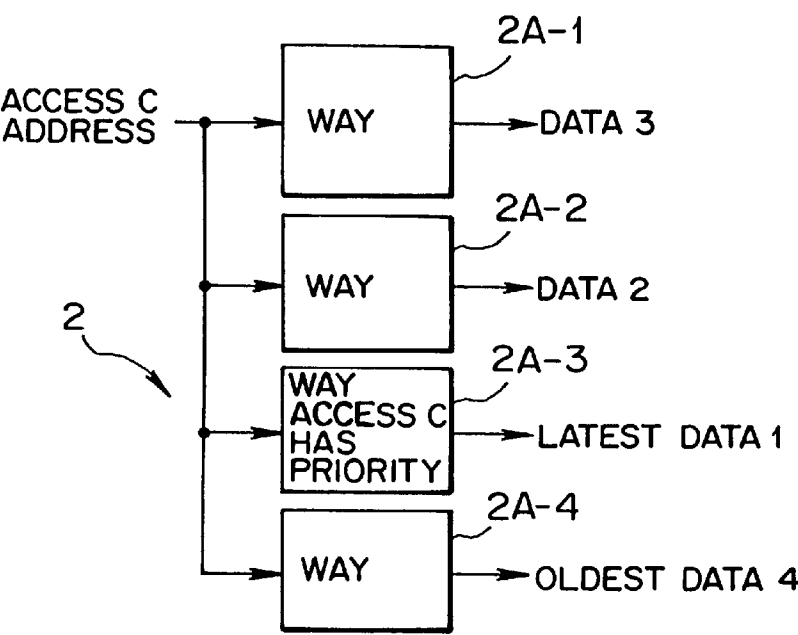 2A-1
ACCESS C
ADDRESS
WAY
DATA 3
2A-2
WAY
DATA 2
2
2A-3
WAY
ACCESS C
HAS
PRIORITY
LATEST DATA 1
2A-4
WAY
OLDEST DATA 4